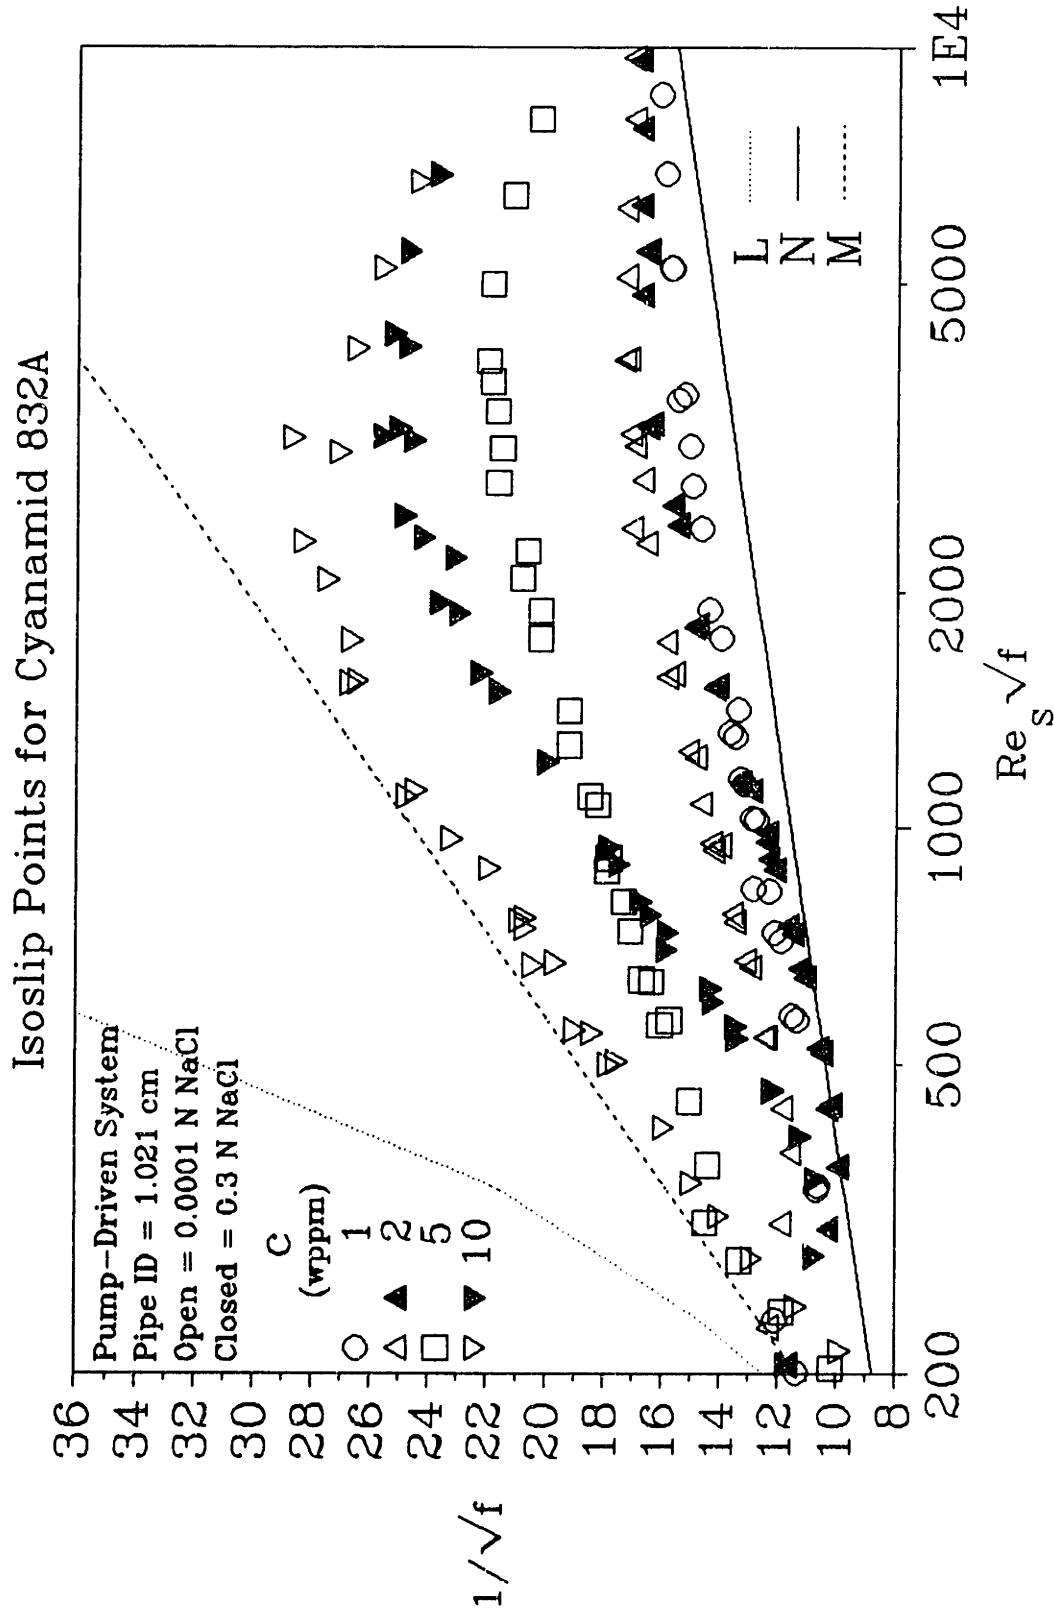 Isoslip Points for Cyanamid 832A
Pump-Driven System
Pipe ID = 1.021 cm
Open = 0.0001 N NaCl
Closed = 0.3 N NaCl
C
(wppm)
1
2
5
10
L
N
M
36
34
32
30
28
26
24
22
20
18
16
14
12
10
8
1/√f
200
500
1000
2000
5000
1E4
Re_s √f